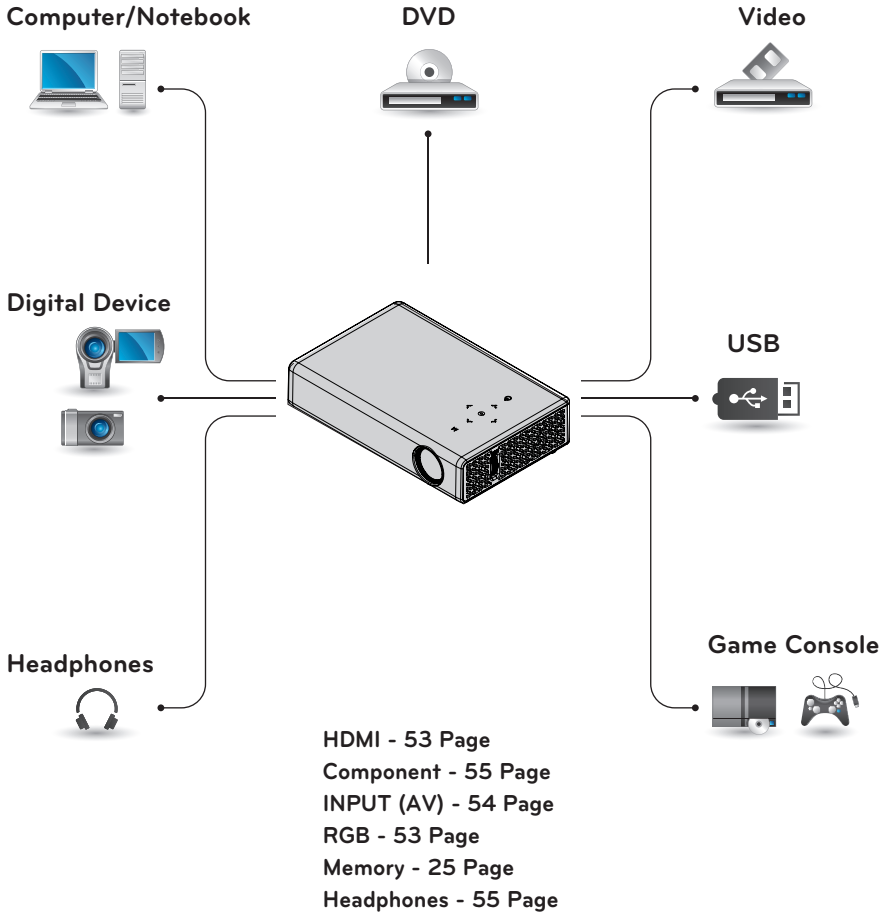 Computer/Notebook
DVD
Video
Digital Device
USB
Headphones
Game Console
HDMI - 53 Page
Component - 55 Page
INPUT (AV) - 54 Page
RGB - 53 Page
Memory - 25 Page
Headphones - 55 Page